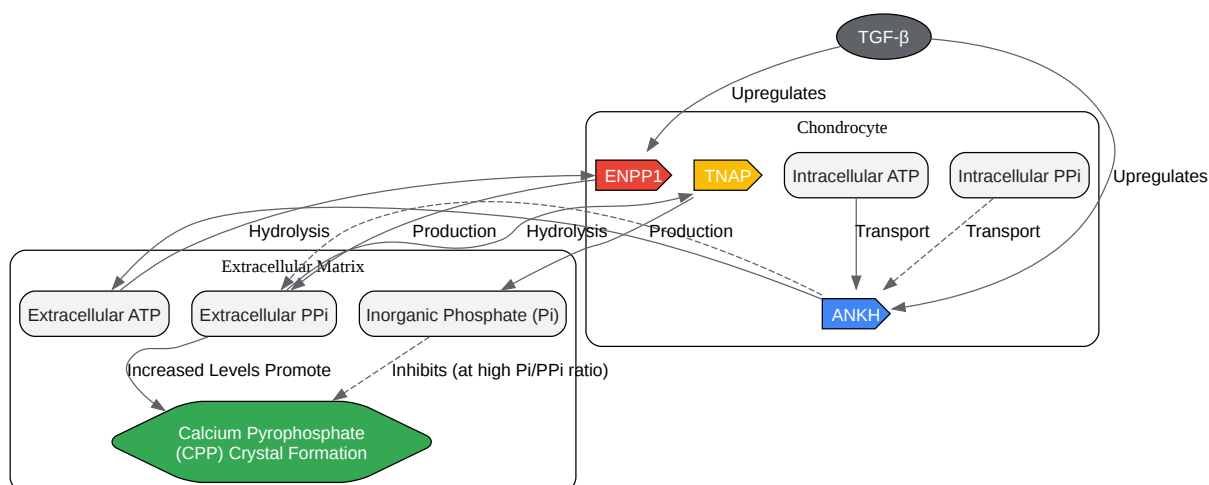 TGF-β
Upregulates
Chondrocyte
ENPP1
TNAP
Intracellular ATP
Intracellular PPi
Upregulates
Hydrolysis
Production
Hydrolysis
Production
Transport
Transport
Extracellular Matrix
Extracellular ATP
Extracellular PPi
Inorganic Phosphate (Pi)
ANKH
Increased Levels Promote
Inhibits (at high Pi/PPi ratio)
Calcium Pyrophosphate
(CPP) Crystal Formation